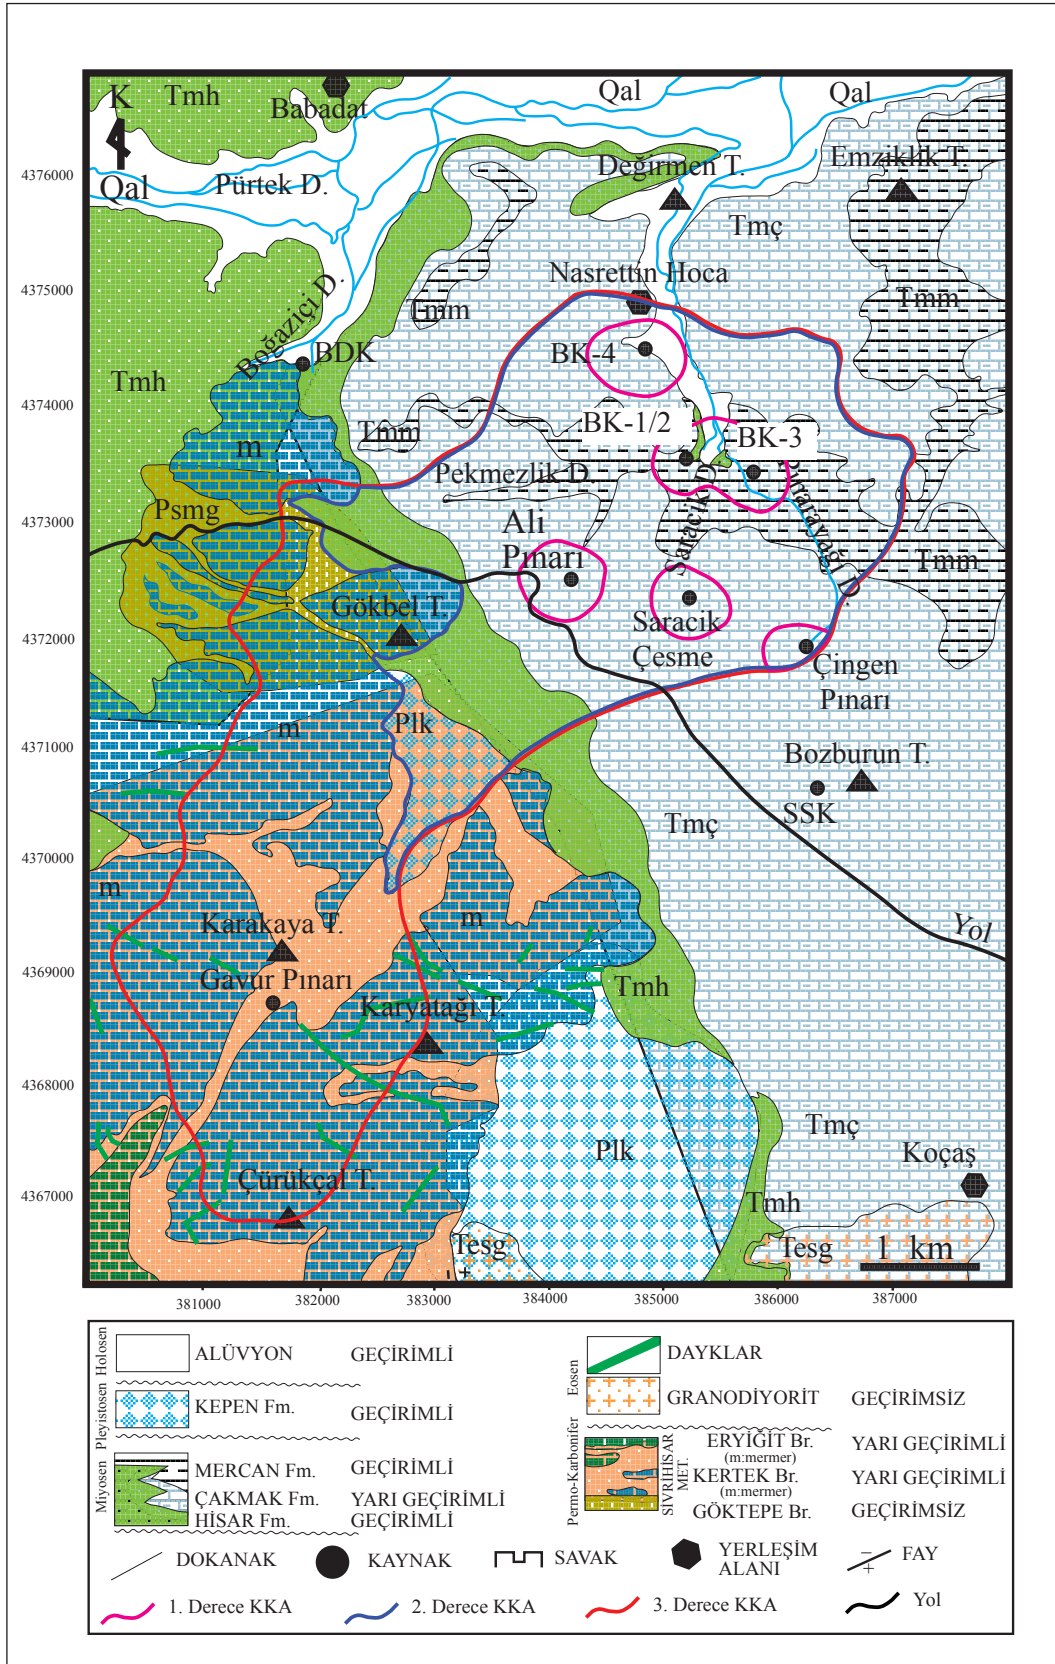 K
Tmh
Babadat
Qal
Qal
4376000
Qal
Pürtek D.
Değirmen T.
Emziklik T.
Tmç
4375000
Boğaziçi D.
Nasrettin Hoca
Tmm
Tmm
BDK
BK-4
Tmh
4374000
m
Tmm
BK-1/2
BK-3
Pekmezlik D.
4373000
Psmg
Ali
Pınarı
Saracik D.
Tmm
4372000
Gökbel T.
Saracik
Çesme
Çingen
Pınarı
4371000
m
Plk
Bozburun T.
SSK
Tmç
4370000
m
m
Karakaya T.
Yol
4369000
Gavur Pınarı
Karyatağı T.
Tmh
4368000
Plk
Tmç
Koçaş
4367000
Çürükçal T.
Tmh
Tesg
Tesg
1 km
381000 382000 383000 384000 385000 386000 387000
Holosen
ALÜVYON GEÇİRİMLİ
Pleyistosen
KEPEN Fm. GEÇİRİMLİ
Miyosen
MERCAN Fm. GEÇİRİMLİ
ÇAKMAK Fm. YARI GEÇİRİMLİ
HİSAR Fm. GEÇİRİMLİ
Eosen
DAYKLAR
GRANODİYORİT GEÇİRİMSİZ
Permo-Karbonifer
SİVRİHİSAR
MET.
ERYİĞİT Br. YARI GEÇİRİMLİ
(m:mermer)
KERTEK Br. YARI GEÇİRİMLİ
(m:mermer)
GÖKTEPE Br. GEÇİRİMSİZ
DOKANAK
KAYNAK
SAVAK
YERLEŞİM
ALANI
FAY
1. Derece KKA
2. Derece KKA
3. Derece KKA
Yol